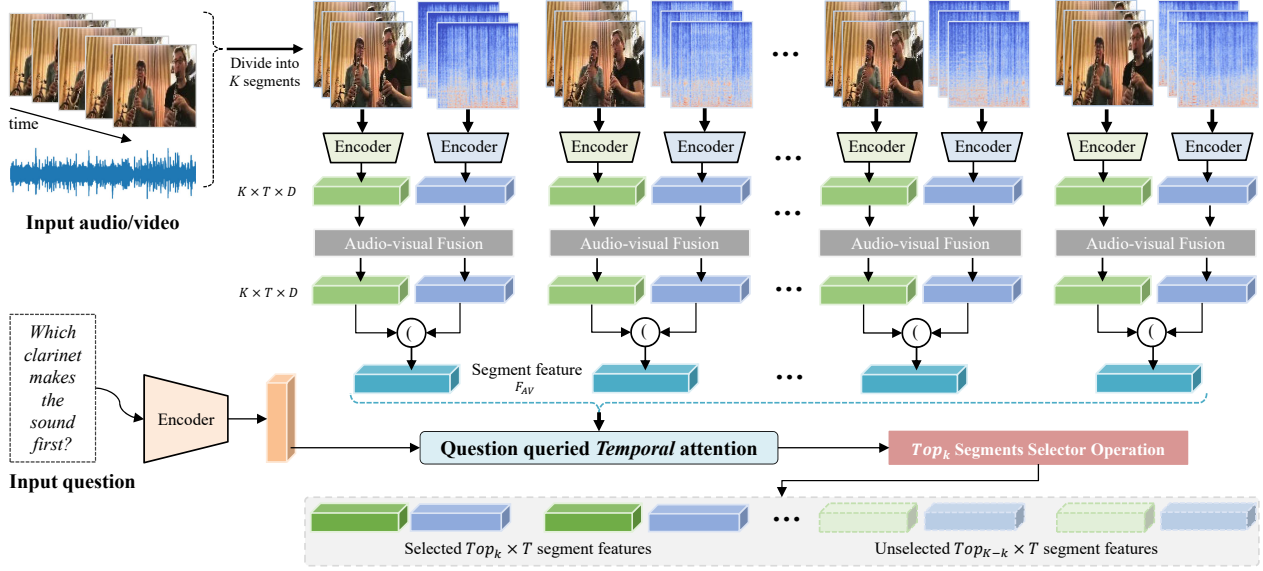 time
Input audio/video
Divide into
K segments
...
Encoder
Encoder
Encoder
Encoder
...
Encoder
Encoder
Encoder
Encoder
K × T × D
...
Audio-visual Fusion
Audio-visual Fusion
Audio-visual Fusion
Audio-visual Fusion
K × T × D
...
(
(
(
(
Segment feature
F_AV
...
Which
clarinet
makes
the
sound
first?
Encoder
Input question
Question queried Temporal attention
Top_k Segments Selector Operation
...
Selected Top_k × T segment features
Unselected Top_{K−k} × T segment features